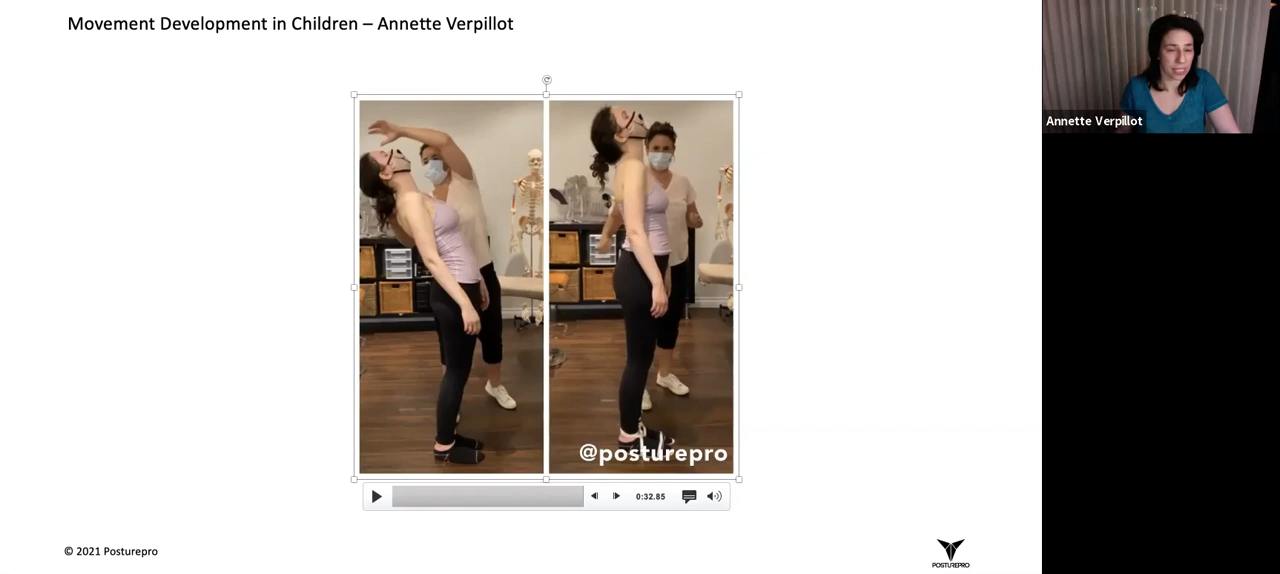 Movement Development in Children – Annette Verpillot
Annette Verpillot
@posturepro
0:32.85
© 2021 Posturepro
POSTUREPRO